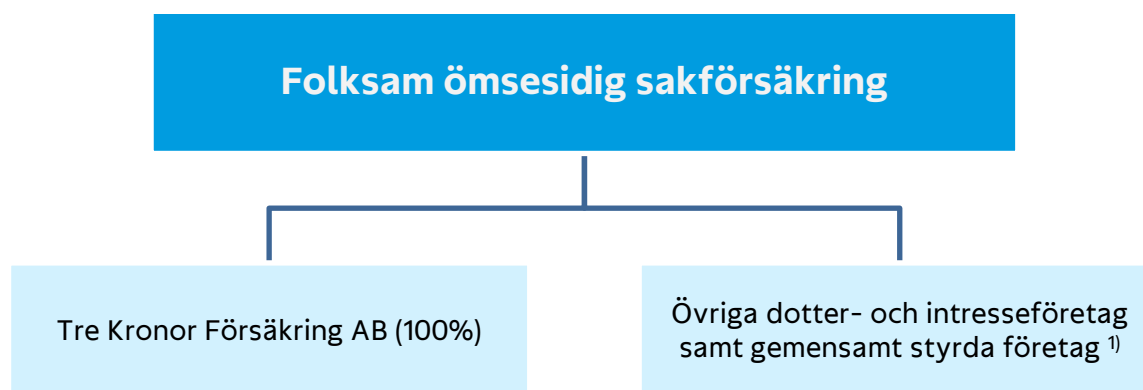 Folksam ömsesidig sakförsäkring
Tre Kronor Försäkring AB (100%)
Övriga dotter- och intresseföretag
samt gemensamt styrda företag ¹⁾